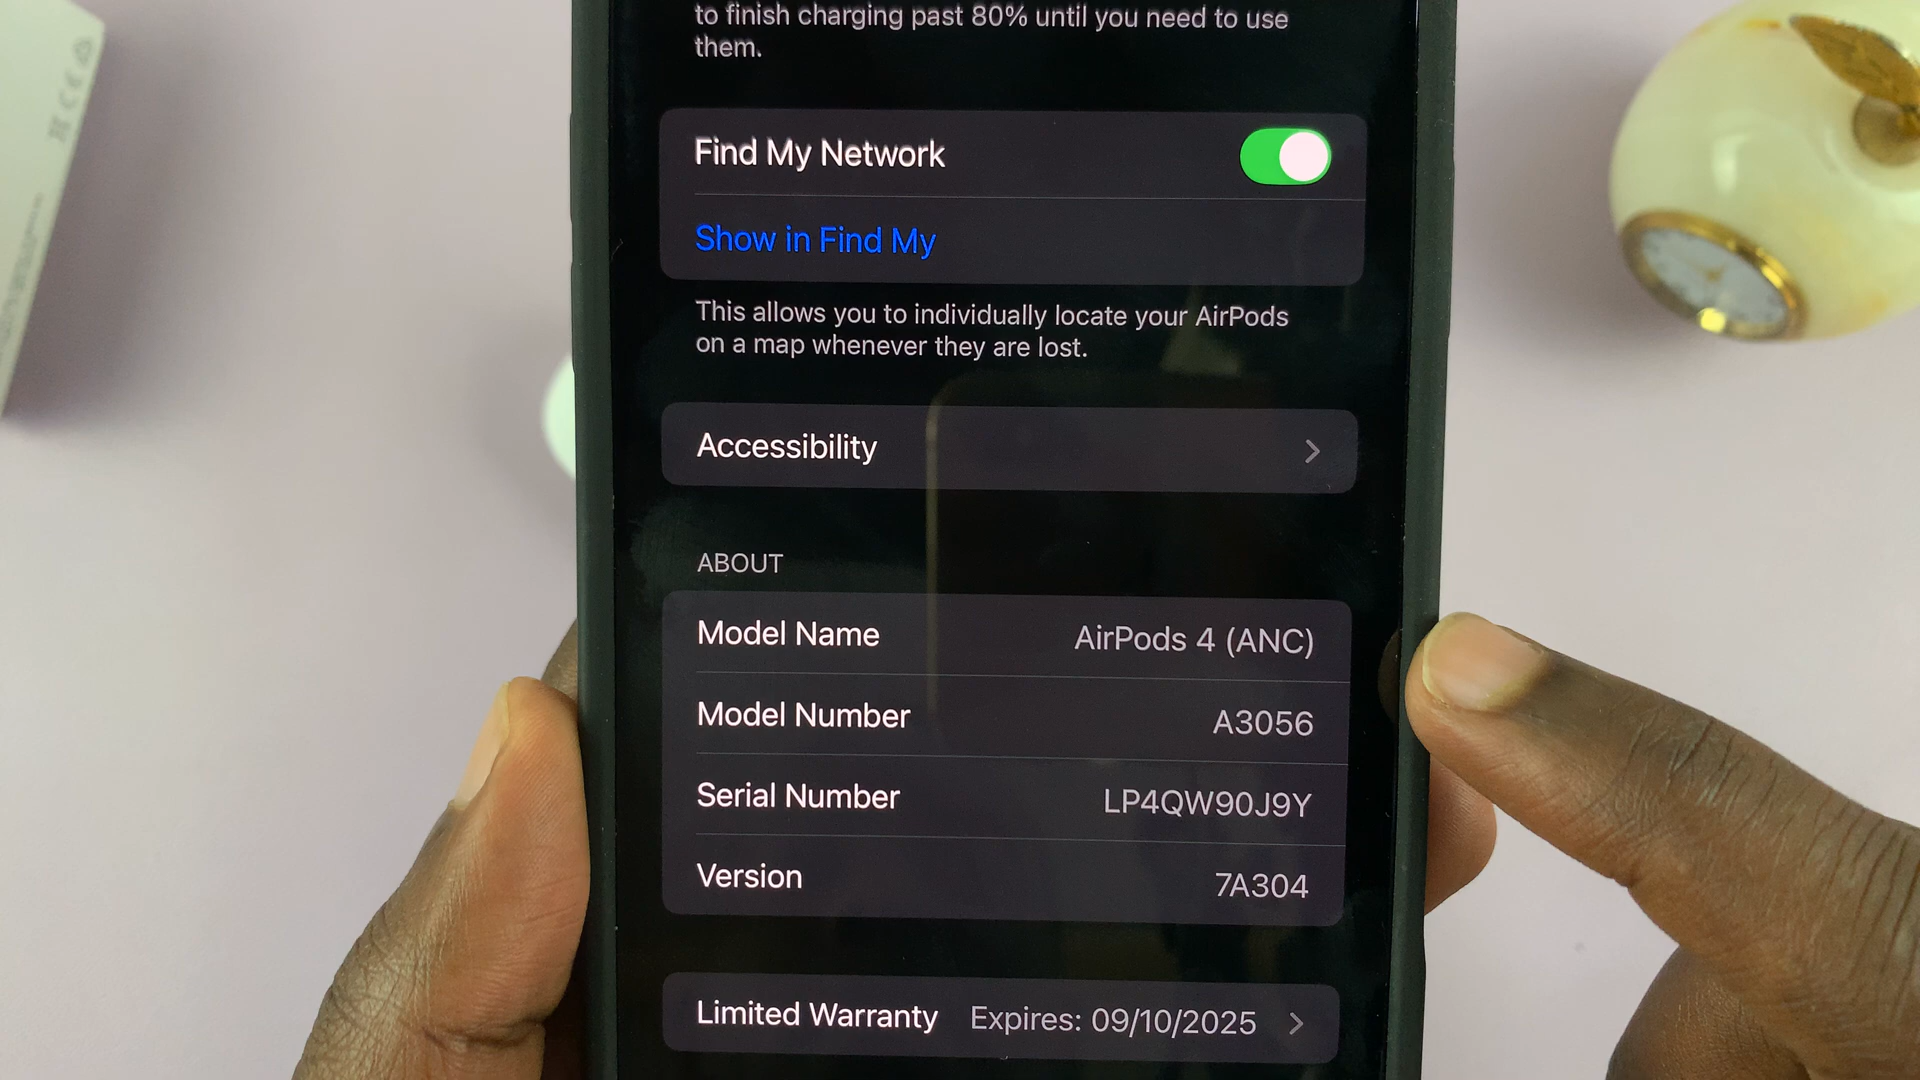 to finish charging past 80% until you need to use
them.
Find My Network
Show in Find My
This allows you to individually locate your AirPods
on a map whenever they are lost.
Accessibility
ABOUT
Model Name AirPods 4 (ANC)
Model Number A3056
Serial Number LP4QW90J9Y
Version 7A304
Limited Warranty Expires: 09/10/2025